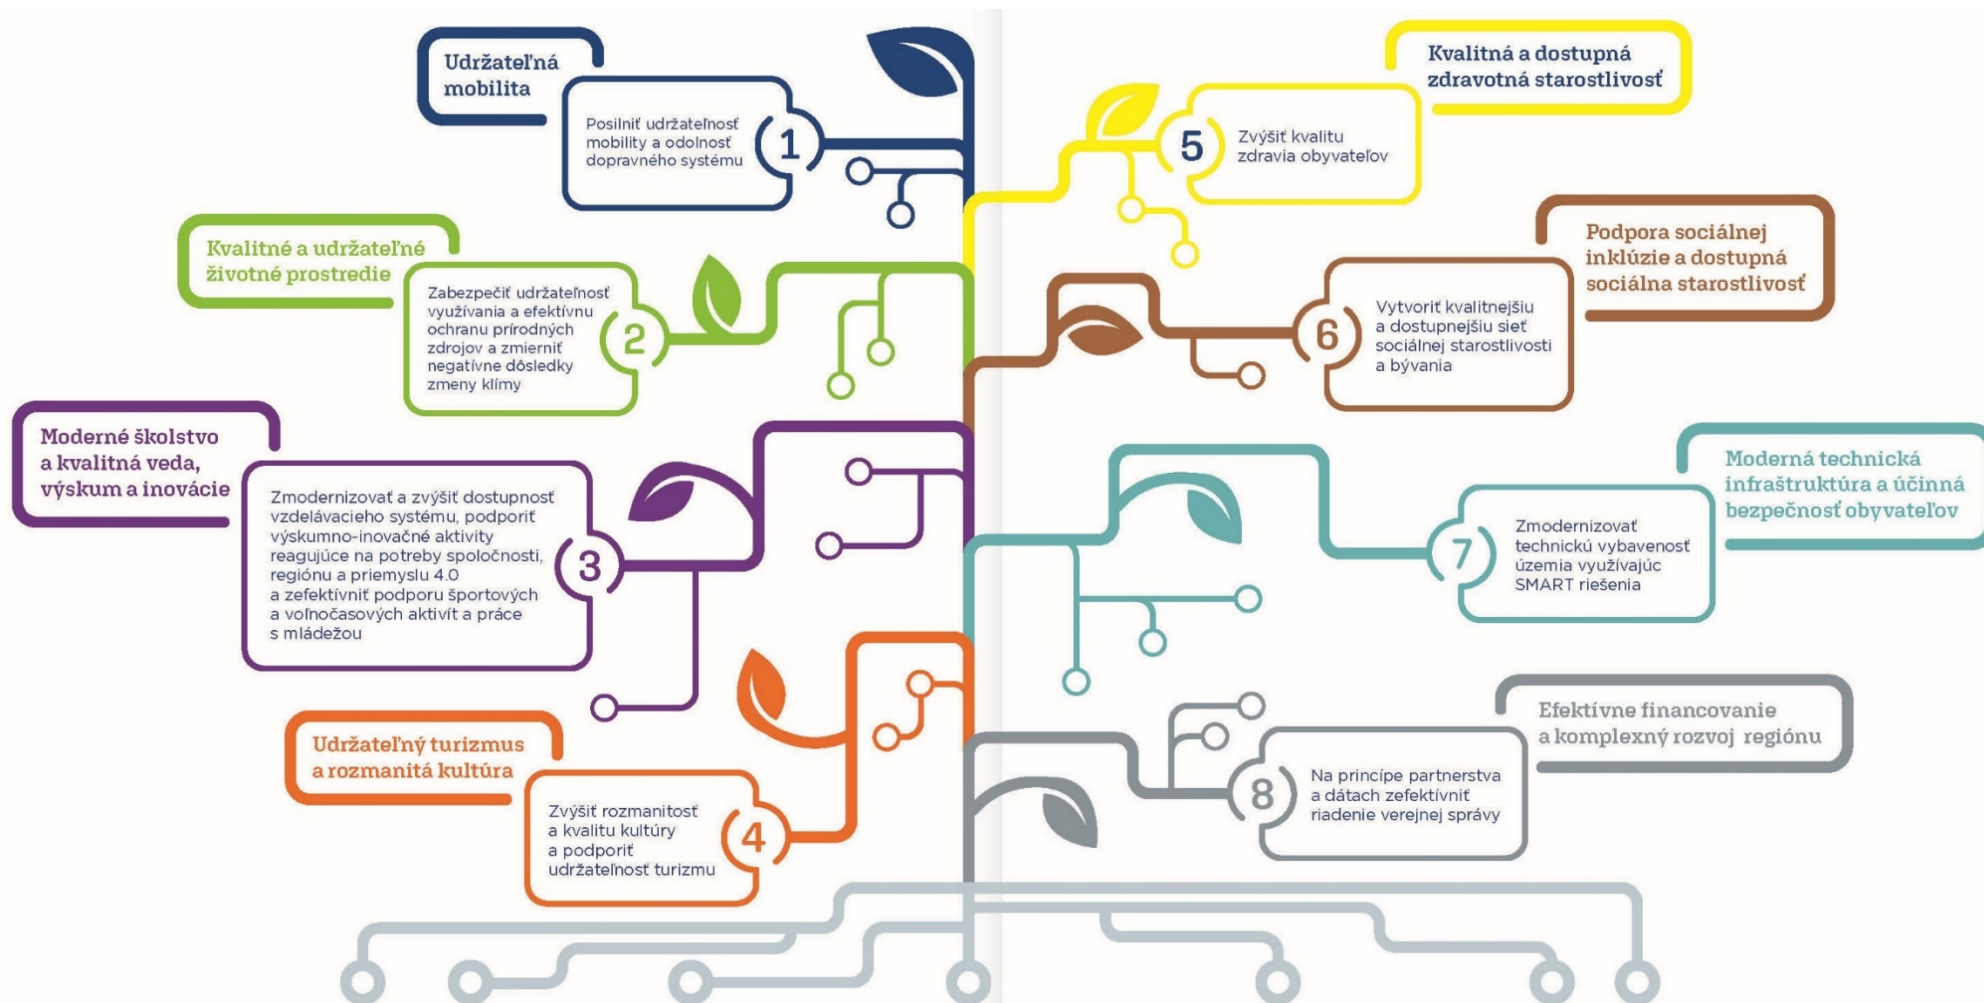 Udržateľná
mobilita
Posilniť udržateľnosť
mobility a odolnosť
dopravného systému
1
Kvalitné a udržateľné
životné prostredie
Zabezpečiť udržateľnosť
využívania a efektívnu
ochranu prírodných
zdrojov a zmierniť
negatívne dôsledky
zmeny klímy
2
Moderné školstvo
a kvalitná veda,
výskum a inovácie
Zmodernizovať a zvýšiť dostupnosť
vzdelávacieho systému, podporiť
výskumno-inovačné aktivity
reagujúce na potreby spoločnosti,
regiónu a priemyslu 4.0
a zefektívniť podporu športových
a voľnočasových aktivít a práce
s mládežou
3
Udržateľný turizmus
a rozmanitá kultúra
Zvýšiť rozmanitosť
a kvalitu kultúry
a podporiť
udržateľnosť turizmu
4
Kvalitná a dostupná
zdravotná starostlivosť
5
Zvýšiť kvalitu
zdravia obyvateľov
Podpora sociálnej
inklúzie a dostupná
sociálna starostlivosť
6
Vytvoriť kvalitnejšiu
a dostupnejšiu sieť
sociálnej starostlivosti
a bývania
Moderná technická
infraštruktúra a účinná
bezpečnosť obyvateľov
7
Zmodernizovať
technickú vybavenosť
územia využívajúc
SMART riešenia
Efektívne financovanie
a komplexný rozvoj regiónu
8
Na princípe partnerstva
a dátach zefektívniť
riadenie verejnej správy